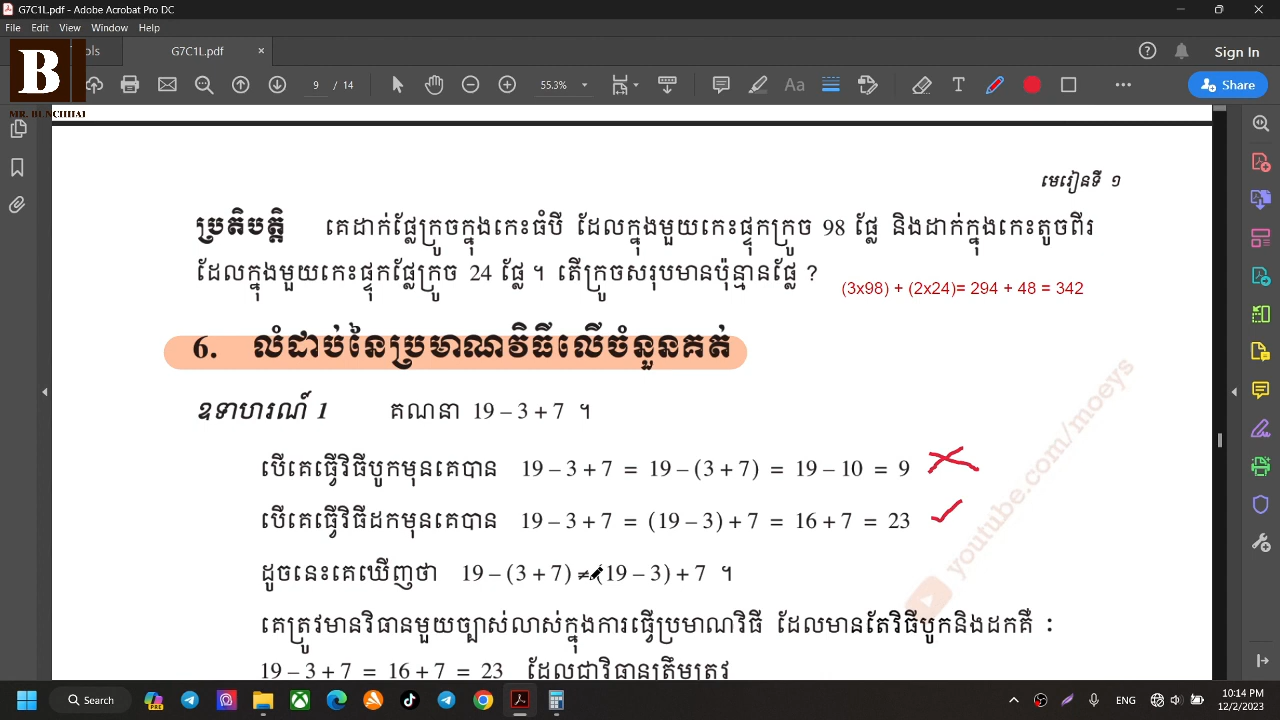 G7C1L.pdf - Adobe Acrobat Pro DC
File Edit View Window Help
B ols G7C1L.pdf × Sign In
9 / 14 55.3% Aa Share
មេរៀនទី ១
ប្រតិបត្តិ គេដាក់ផ្លែក្រូចក្នុងកេះធំបី ដែលក្នុងមួយកេះផ្ទុកក្រូច 98 ផ្លែ និងដាក់ក្នុងកេះតូចពីរ
ដែលក្នុងមួយកេះផ្ទុកផ្លែក្រូច 24 ផ្លែ ។ តើក្រូចសរុបមានប៉ុន្មានផ្លែ ?
(3x98) + (2x24)= 294 + 48 = 342
6. លំដាប់នៃប្រមាណវិធីលើចំនួនគត់
ឧទាហរណ៍ 1 គណនា 19 – 3 + 7 ។
បើគេធ្វើវិធីបូកមុនគេបាន 19 – 3 + 7 = 19 – (3 + 7) = 19 – 10 = 9
បើគេធ្វើវិធីដកមុនគេបាន 19 – 3 + 7 = (19 – 3) + 7 = 16 + 7 = 23
ដូចនេះគេឃើញថា 19 – (3 + 7) ≠ (19 – 3) + 7 ។
គេត្រូវមានវិធានមួយច្បាស់លាស់ក្នុងការធ្វើប្រមាណវិធី ដែលមានតែវិធីបូកនិងដកគឺ :
19 – 3 + 7 = 16 + 7 = 23 ដែលជាវិធានត្រឹមត្រូវ
youtube.com/moeys
Search ENG 10:14 PM
12/2/2023